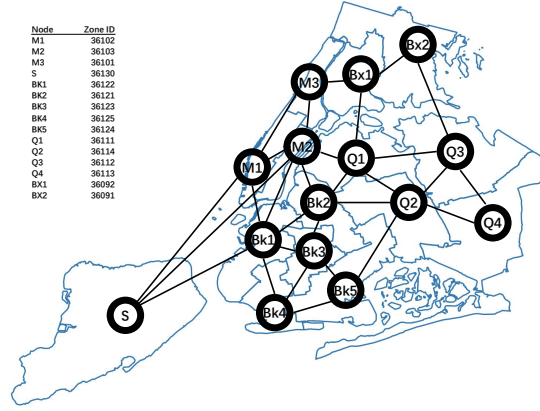 Node Zone ID
M1 36102
M2 36103
M3 36101
S 36130
BK1 36122
BK2 36121
BK3 36123
BK4 36125
BK5 36124
Q1 36111
Q2 36114
Q3 36112
Q4 36113
BX1 36092
BX2 36091
Bx2
M3
Bx1
M2
Q1
Q3
M1
Bk2
Q2
Q4
Bk1
Bk3
Bk5
S
Bk4